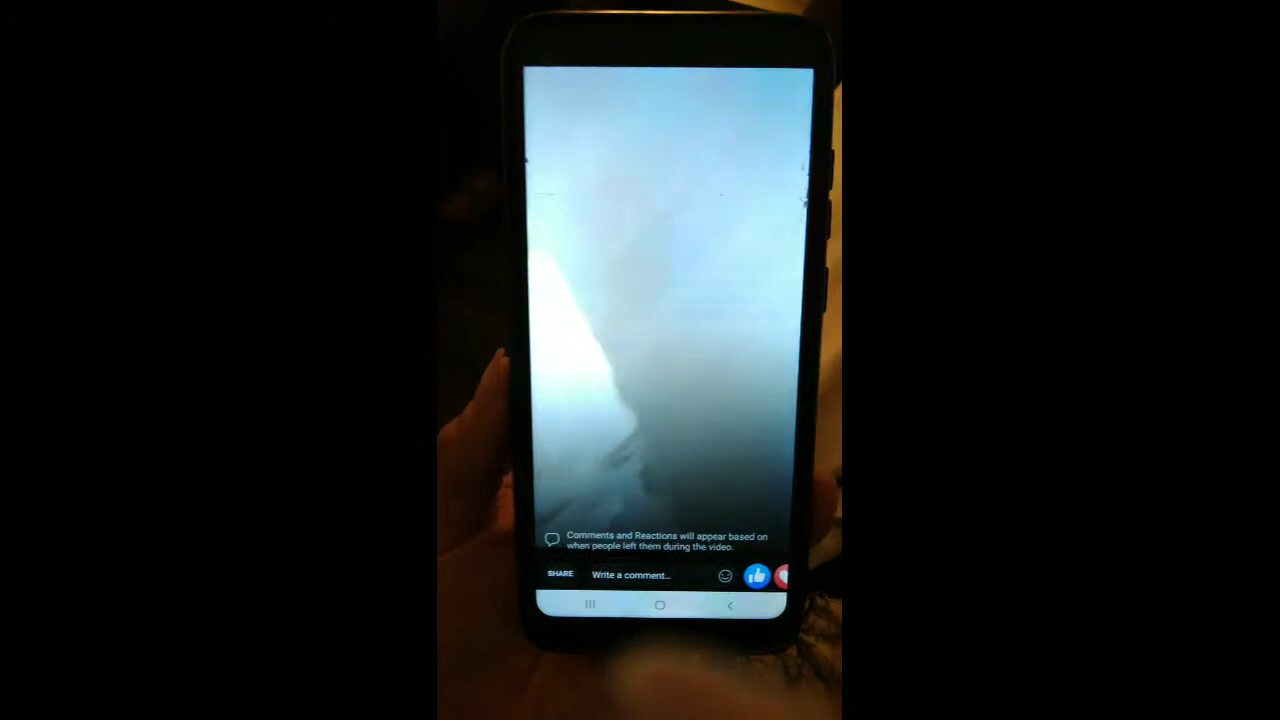 Comments and Reactions will appear based on
when people left them during the video.
SHARE Write a comment...